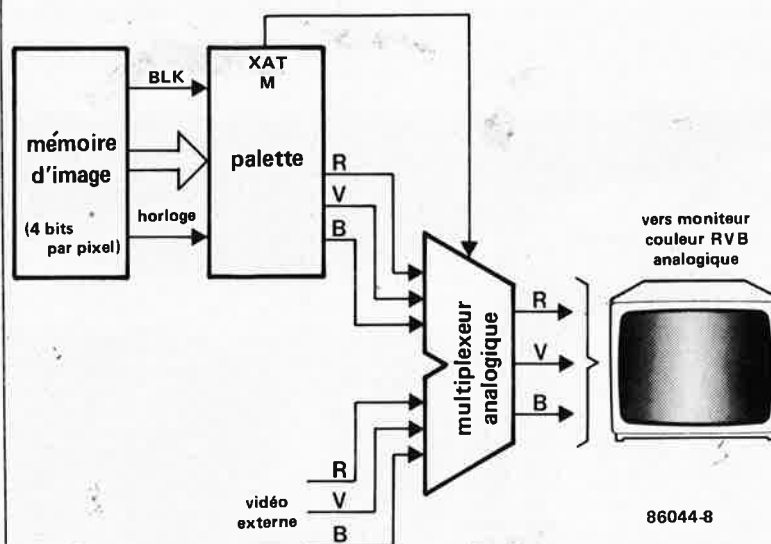 BLK
XAT
M
mémoire
d'image
(4 bits
par pixel)
horloge
palette
R
V
B
multiplexeur
analogique
vers moniteur
couleur RVB
analogique
R
V
B
vidéo
externe
R
V
B
86044-8